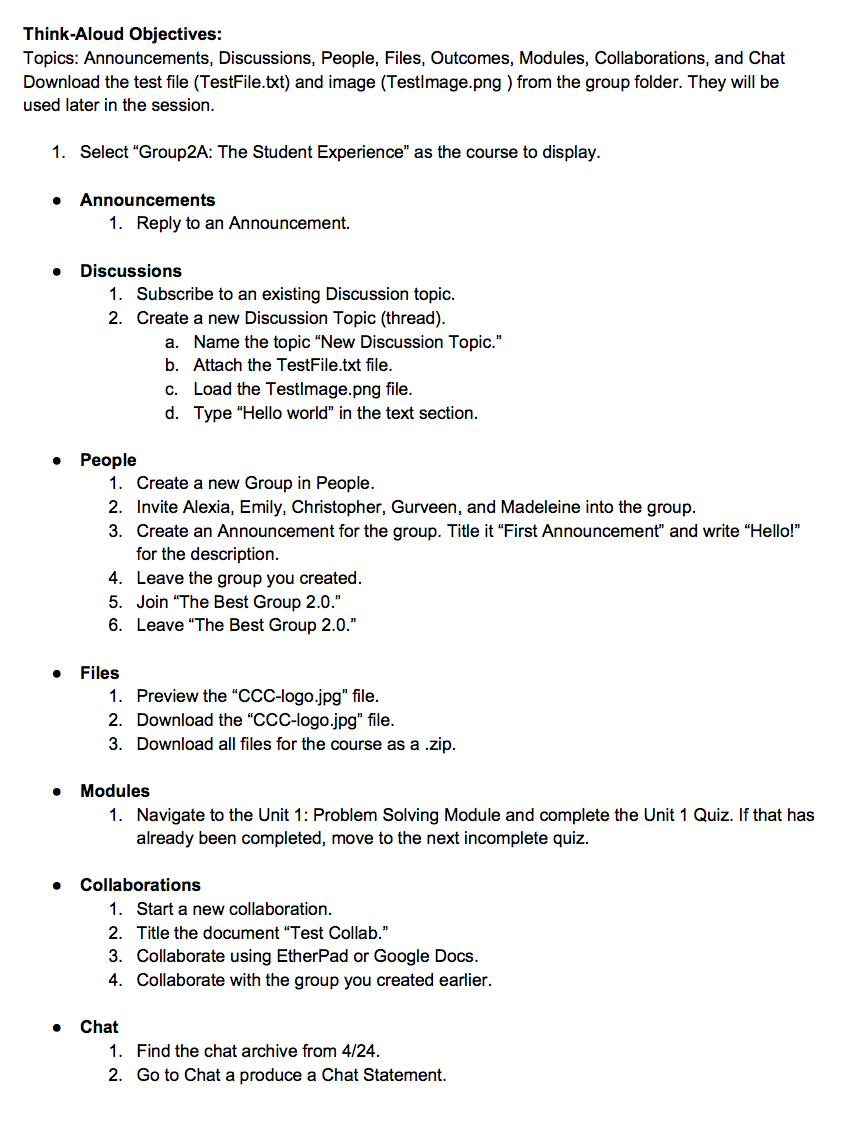 Think-Aloud Objectives:
Topics: Announcements, Discussions, People, Files, Outcomes, Modules, Collaborations, and Chat
Download the test file (TestFile.txt) and image (TestImage.png ) from the group folder. They will be
used later in the session.
1. Select “Group2A: The Student Experience” as the course to display.
● Announcements
1. Reply to an Announcement.
● Discussions
1. Subscribe to an existing Discussion topic.
2. Create a new Discussion Topic (thread).
a. Name the topic “New Discussion Topic.”
b. Attach the TestFile.txt file.
c. Load the TestImage.png file.
d. Type “Hello world” in the text section.
● People
1. Create a new Group in People.
2. Invite Alexia, Emily, Christopher, Gurveen, and Madeleine into the group.
3. Create an Announcement for the group. Title it “First Announcement” and write “Hello!”
for the description.
4. Leave the group you created.
5. Join “The Best Group 2.0.”
6. Leave “The Best Group 2.0.”
● Files
1. Preview the “CCC-logo.jpg” file.
2. Download the “CCC-logo.jpg” file.
3. Download all files for the course as a .zip.
● Modules
1. Navigate to the Unit 1: Problem Solving Module and complete the Unit 1 Quiz. If that has
already been completed, move to the next incomplete quiz.
● Collaborations
1. Start a new collaboration.
2. Title the document “Test Collab.”
3. Collaborate using EtherPad or Google Docs.
4. Collaborate with the group you created earlier.
● Chat
1. Find the chat archive from 4/24.
2. Go to Chat a produce a Chat Statement.